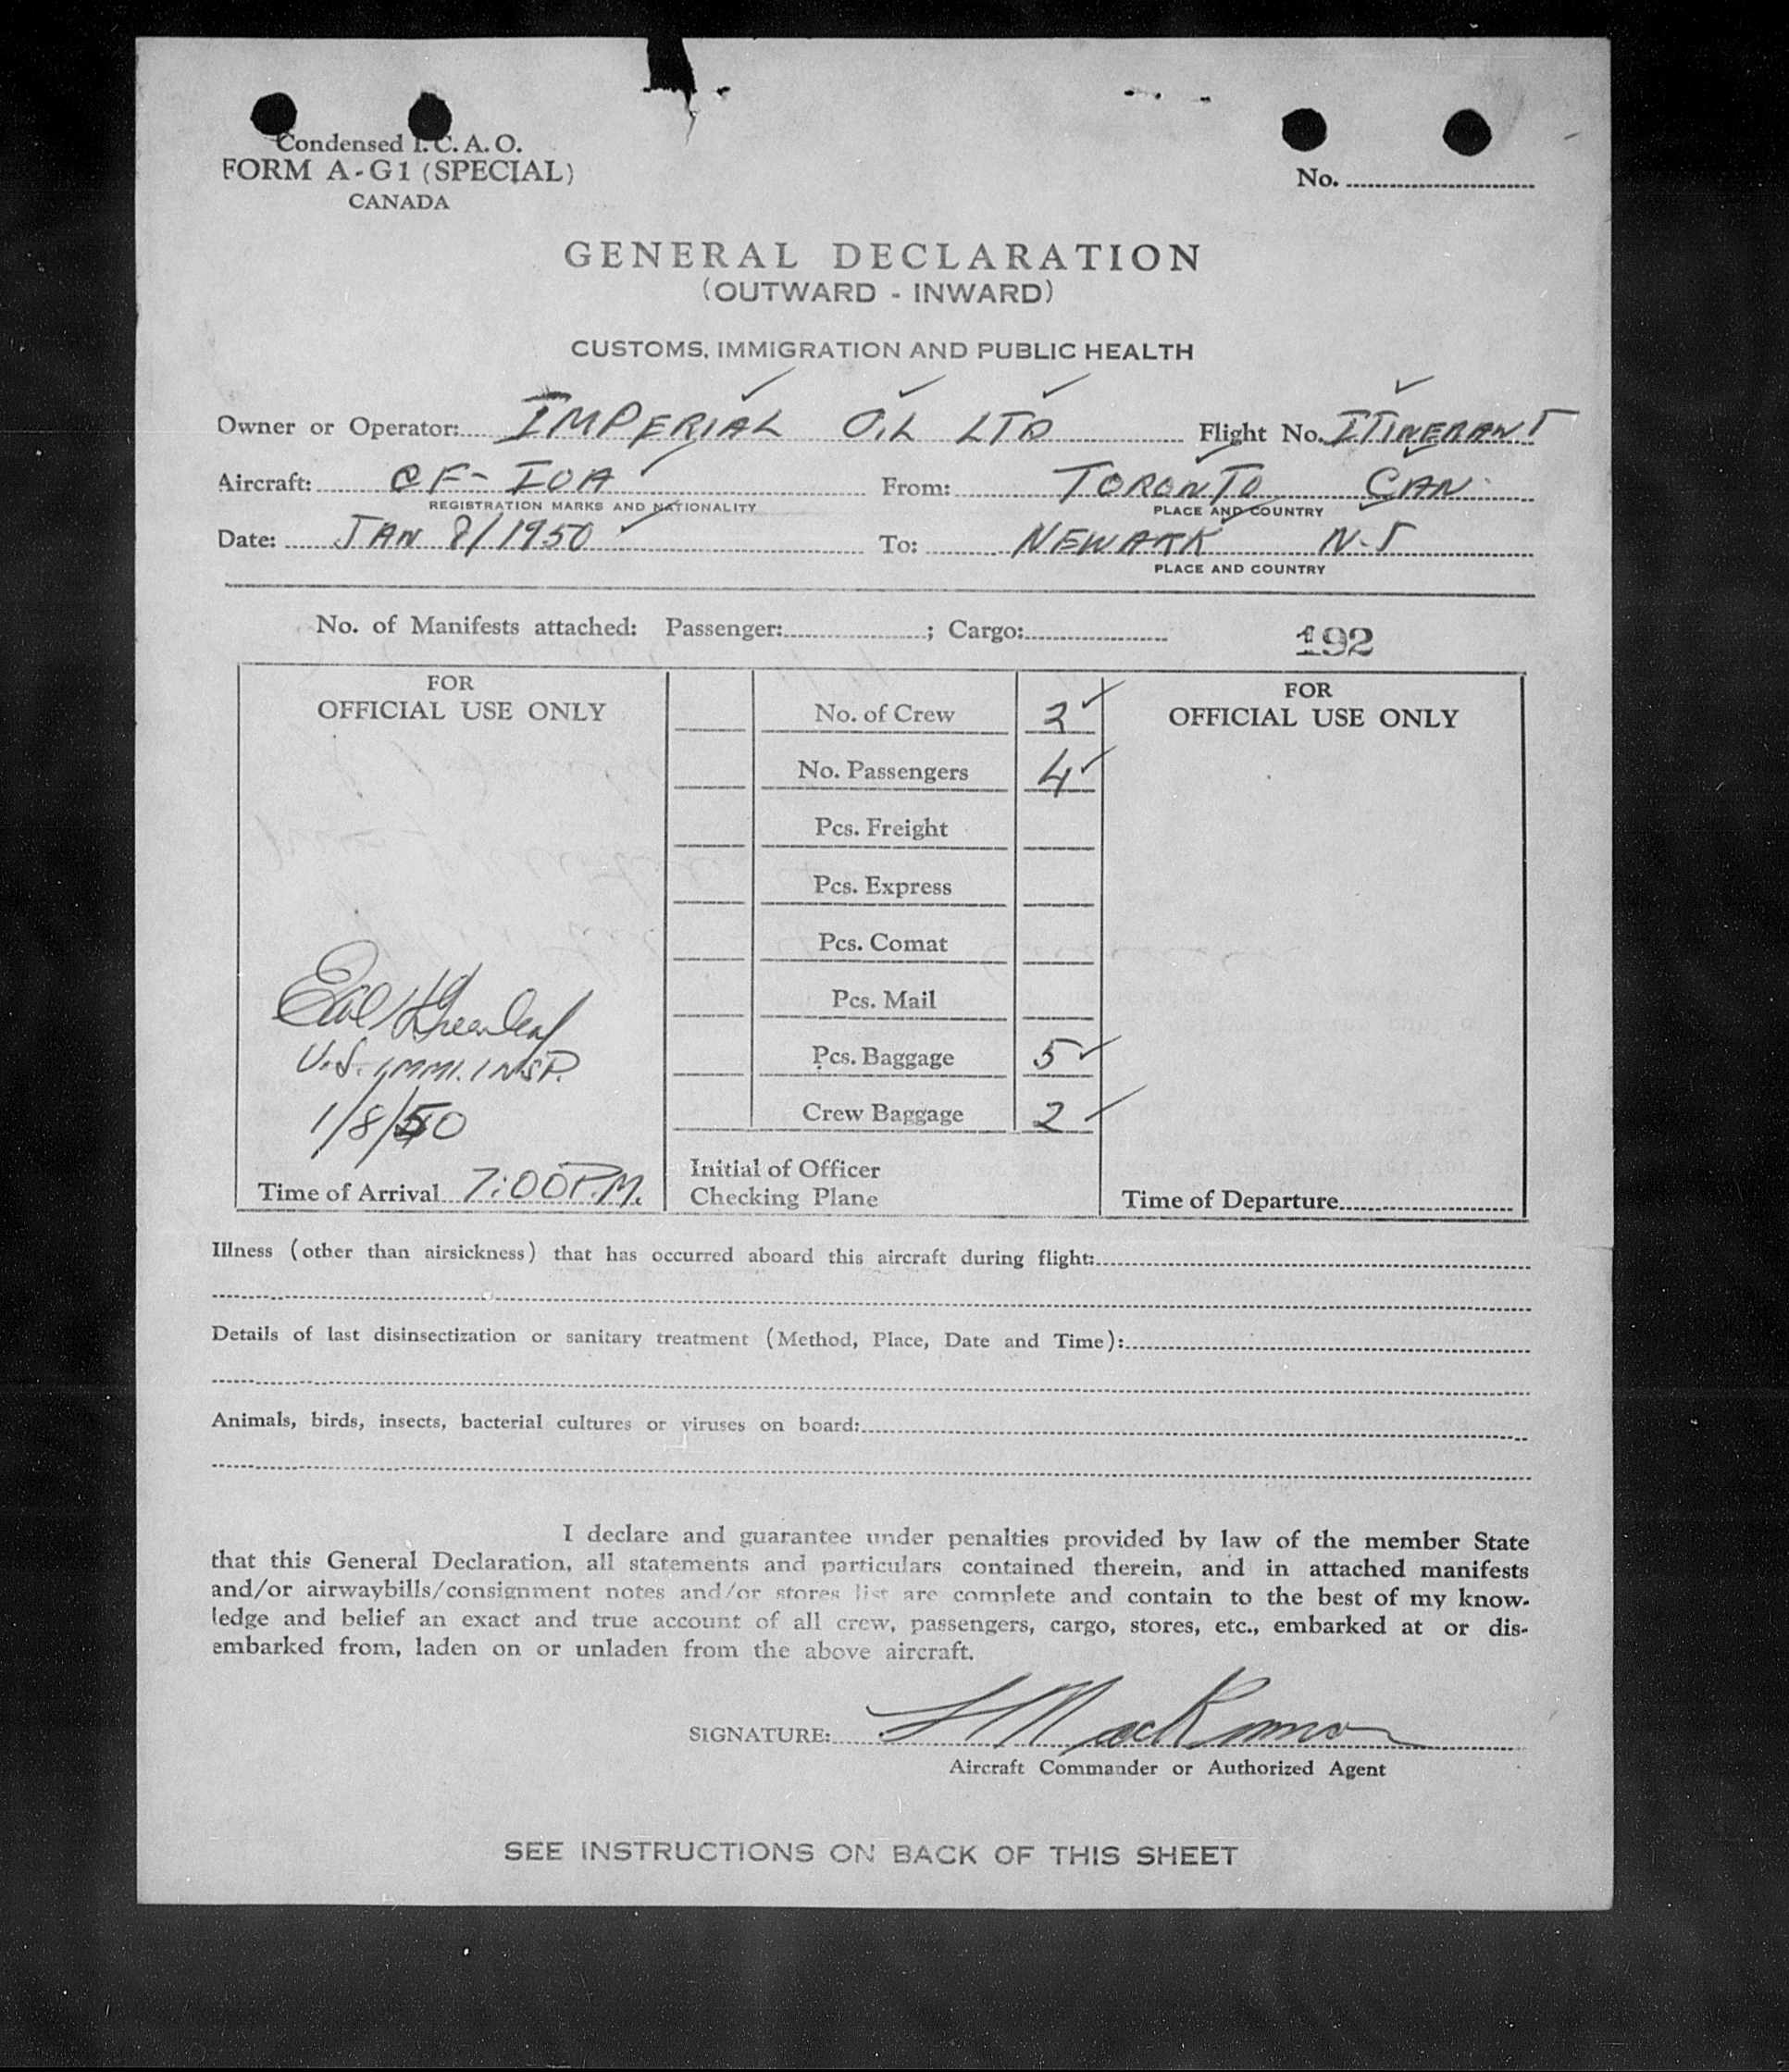 Condensed I. C. A. O.
FORM A-G1 (SPECIAL)
CANADA
No.
GENERAL DECLARATION
(OUTWARD - INWARD)
CUSTOMS, IMMIGRATION AND PUBLIC HEALTH
Owner or Operator: IMPERIAL OIL LTD Flight No. ITINERANT
Aircraft: CF-IOA From: TORONTO CAN
REGISTRATION MARKS AND NATIONALITY PLACE AND COUNTRY
Date: JAN 8/1950 To: NEWARK N.J
PLACE AND COUNTRY
No. of Manifests attached: Passenger: ; Cargo: 192
FOR
OFFICIAL USE ONLY
No. of Crew
No. Passengers 4
Pcs. Freight
Pcs. Express
Pcs. Comat
Pcs. Mail
Pcs. Baggage 5
Crew Baggage 2
Initial of Officer
Checking Plane
FOR
OFFICIAL USE ONLY
Earl Greenleaf
U.S. IMMI. INSP.
1/8/50
Time of Arrival 7:00 P.M.
Time of Departure
Illness (other than airsickness) that has occurred aboard this aircraft during flight:
Details of last disinsectization or sanitary treatment (Method, Place, Date and Time):
Animals, birds, insects, bacterial cultures or viruses on board:
I declare and guarantee under penalties provided by law of the member State
that this General Declaration, all statements and particulars contained therein, and in attached manifests
and/or airwaybills/consignment notes and/or stores list are complete and contain to the best of my know-
ledge and belief an exact and true account of all crew, passengers, cargo, stores, etc., embarked at or dis-
embarked from, laden on or unladen from the above aircraft.
SIGNATURE: MacKinnon
Aircraft Commander or Authorized Agent
SEE INSTRUCTIONS ON BACK OF THIS SHEET